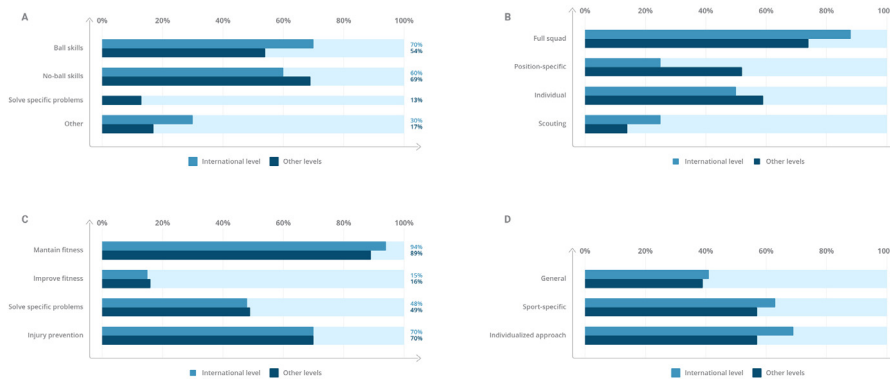 A
0% 20% 40% 60% 80% 100%
Ball skills
70%
54%
No-ball skills
60%
69%
Solve specific problems
13%
Other
30%
17%
International level Other levels
B
0% 20% 40% 60% 80% 100
Full squad
Position-specific
Individual
Scouting
International level Other levels
C
0% 20% 40% 60% 80% 100%
Mantain fitness
94%
89%
Improve fitness
15%
16%
Solve specific problems
48%
49%
Injury prevention
70%
70%
International level Other levels
D
0% 20% 40% 60% 80% 100
General
Sport-specific
Individualized approach
International level Other levels